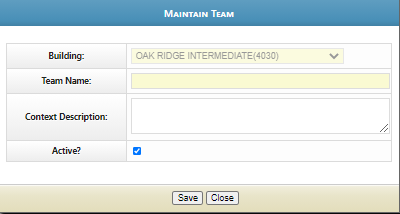 Maintain Team
Building: OAK RIDGE INTERMEDIATE(4030)
Team Name:
Context Description:
Active?
Save Close